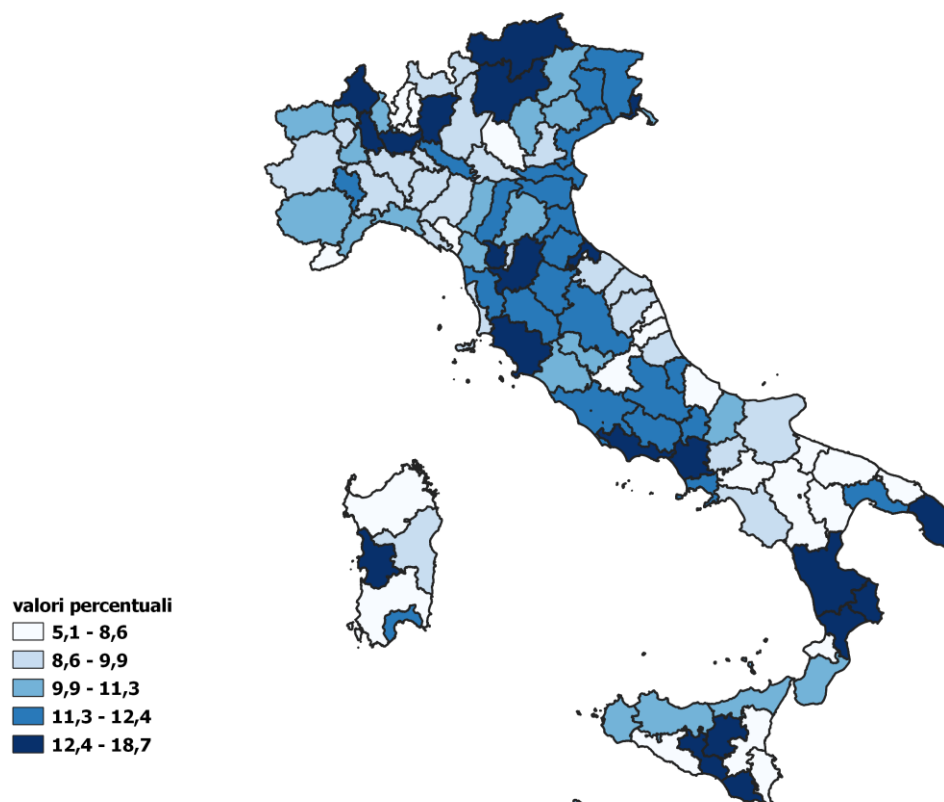 valori percentuali
5,1 - 8,6
8,6 - 9,9
9,9 - 11,3
11,3 - 12,4
12,4 - 18,7